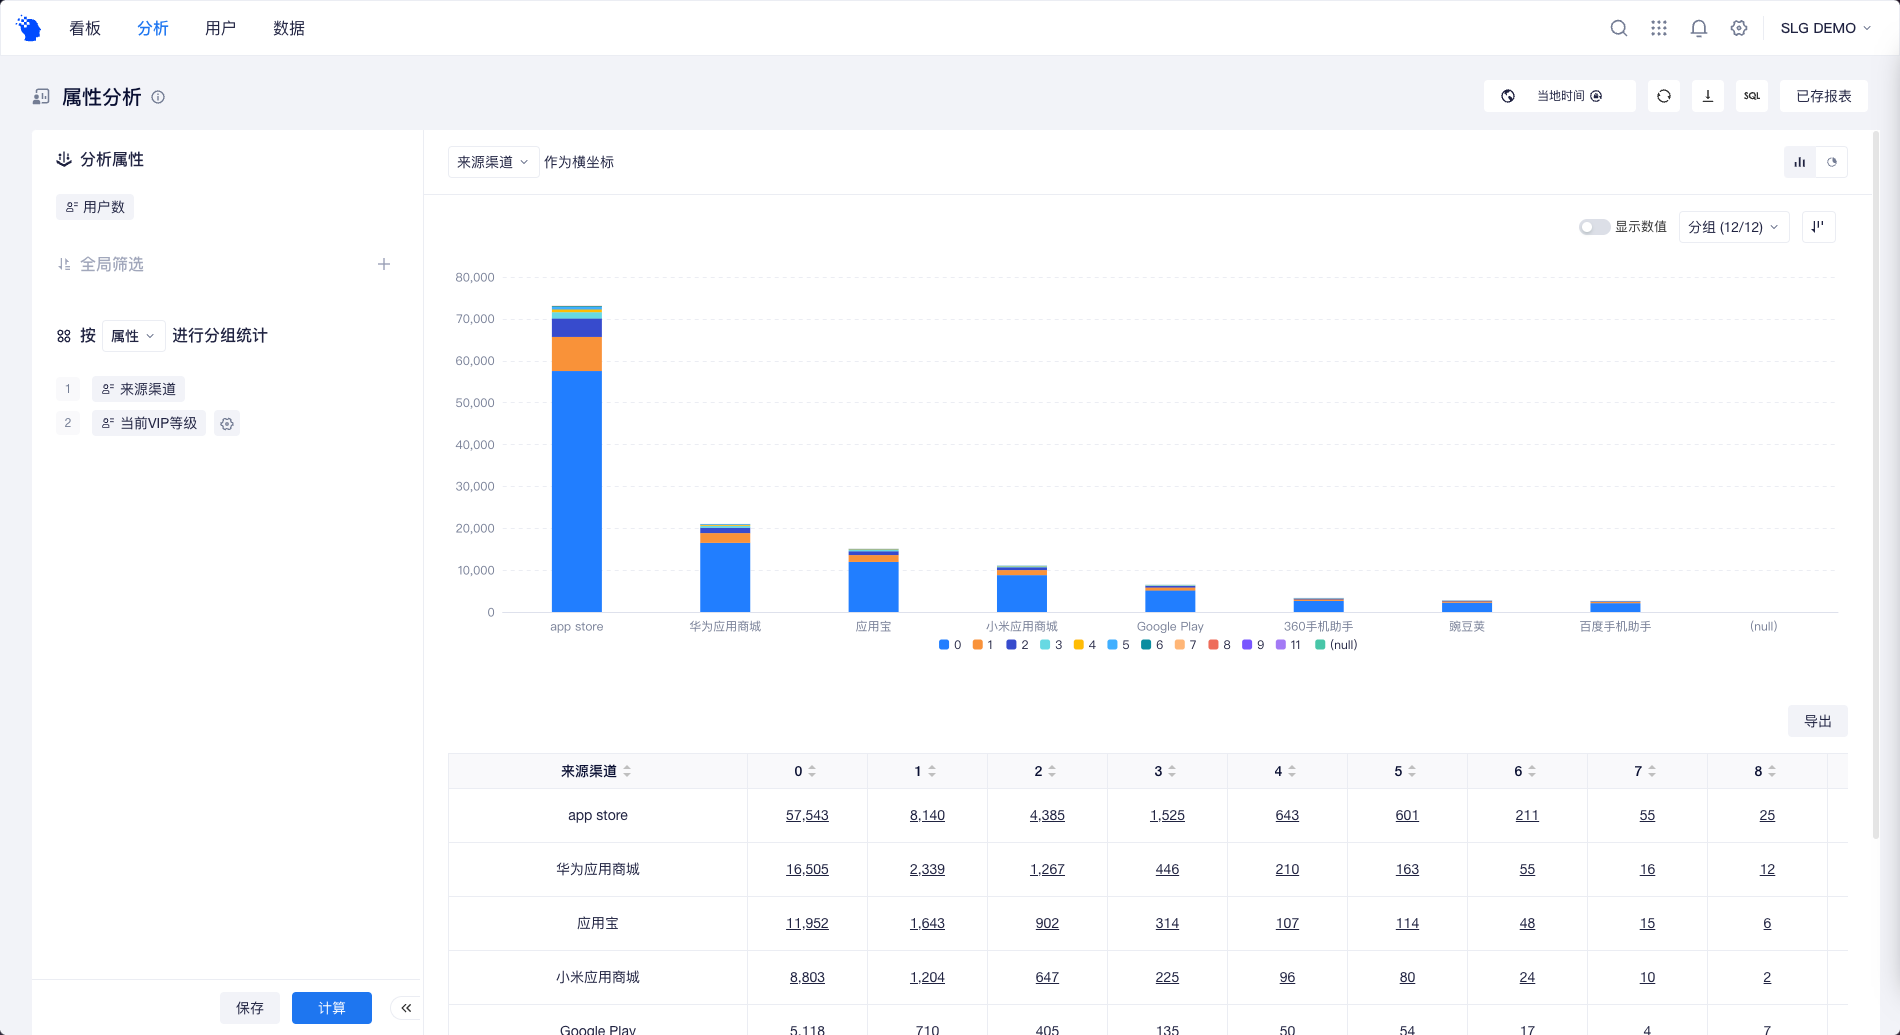 看板 分析 用户 数据 SLG DEMO
属性分析 当地时间 SQL 已存报表
分析属性
用户数
全局筛选
按 属性 进行分组统计
1 来源渠道
2 当前VIP等级
保存 计算
来源渠道 作为横坐标
显示数值 分组 (12/12)
80,000
70,000
60,000
50,000
40,000
30,000
20,000
10,000
0
app store 华为应用商城 应用宝 小米应用商城 Google Play 360手机助手 豌豆荚 百度手机助手 (null)
0 1 2 3 4 5 6 7 8 9 11 (null)
导出
来源渠道 0 1 2 3 4 5 6 7 8
app store 57,543 8,140 4,385 1,525 643 601 211 55 25
华为应用商城 16,505 2,339 1,267 446 210 163 55 16 12
应用宝 11,952 1,643 902 314 107 114 48 15 6
小米应用商城 8,803 1,204 647 225 96 80 24 10 2
Google Play 5,118 710 405 135 50 54 17 4 7